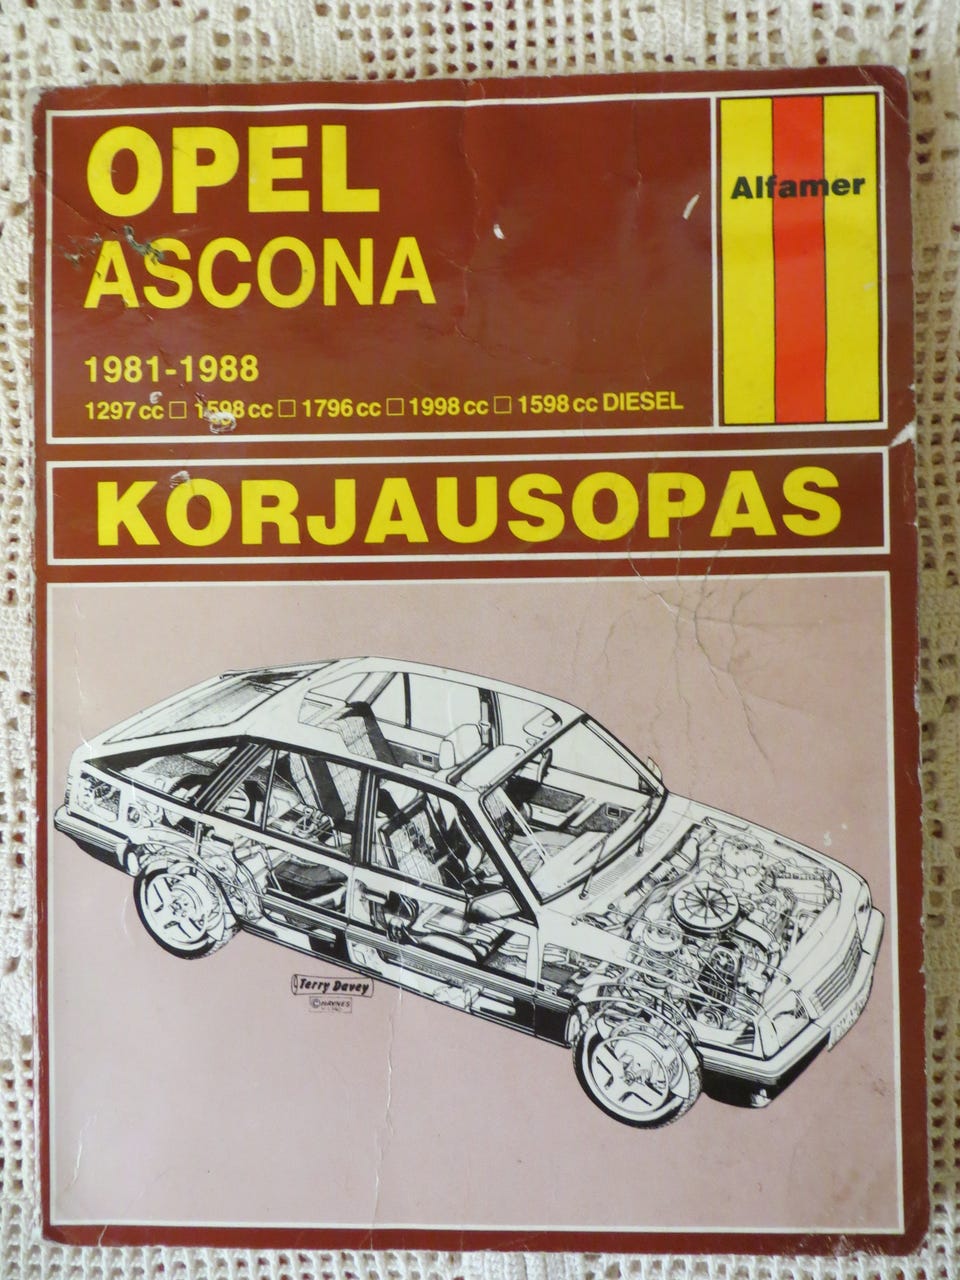 OPEL
ASCONA
1981-1988
1297 cc □ 1598 cc □ 1796 cc □ 1998 cc □ 1598 cc DIESEL
Alfamer
KORJAUSOPAS
Terry Davey
© HAYNES